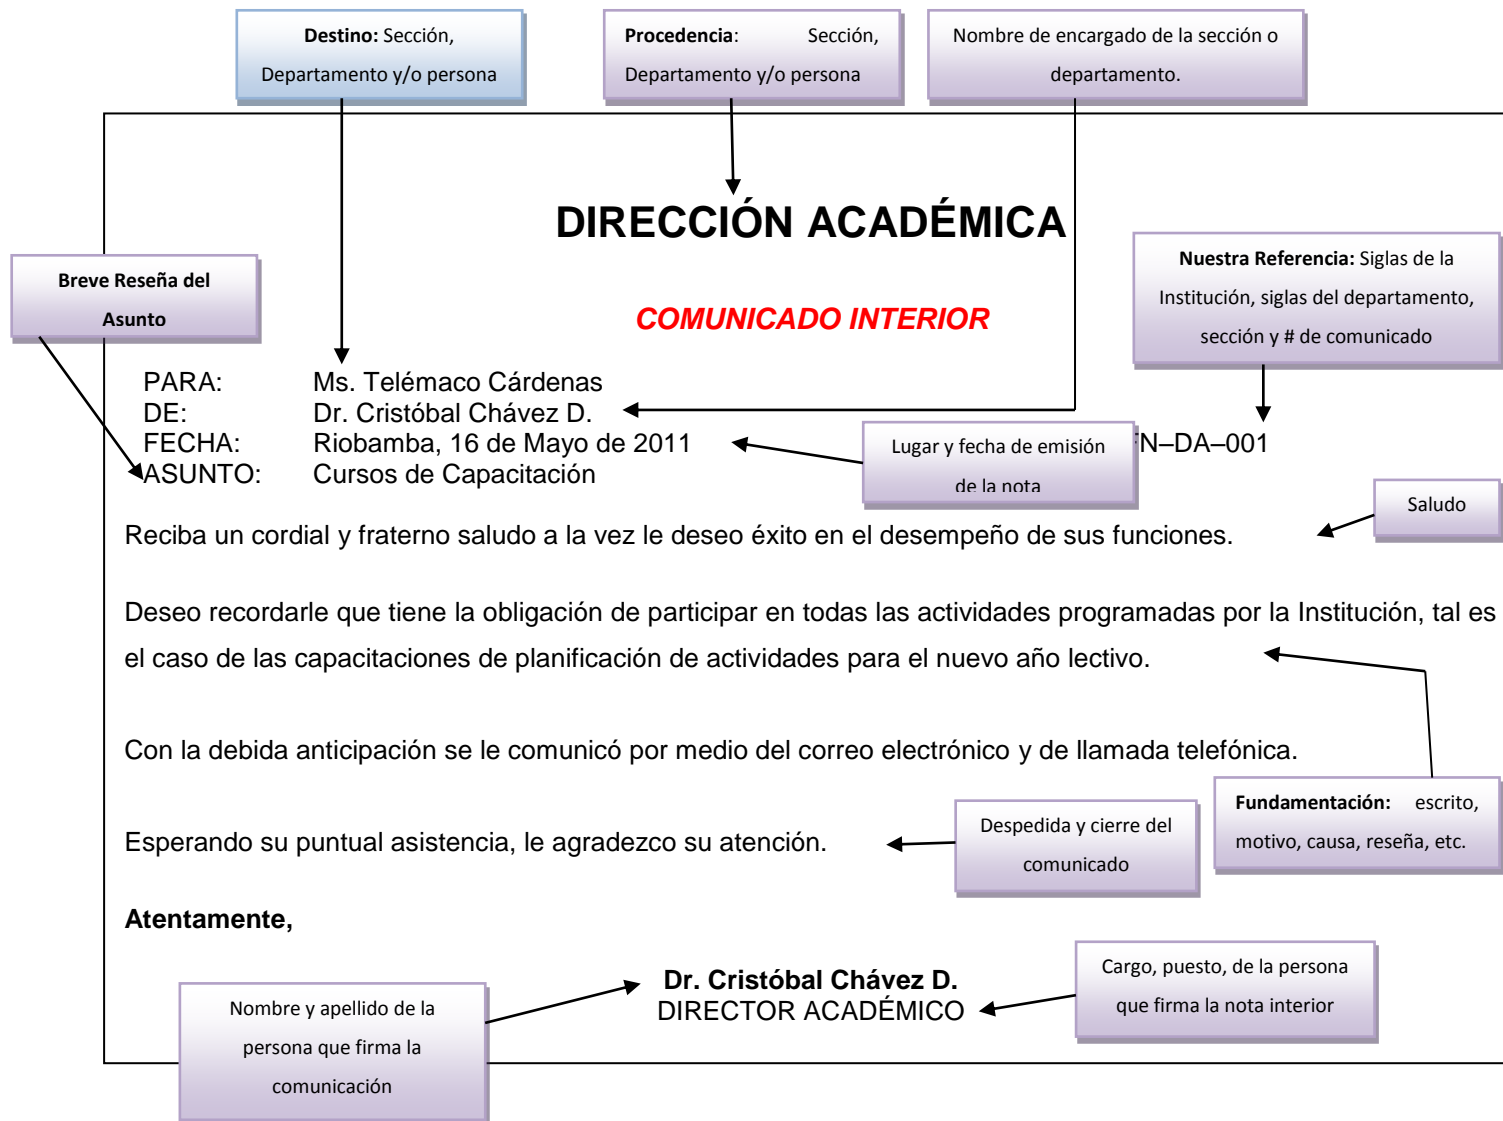 Destino: Sección,
Departamento y/o persona
Procedencia: Sección,
Departamento y/o persona
Nombre de encargado de la sección o
departamento.
DIRECCIÓN ACADÉMICA
Nuestra Referencia: Siglas de la
Institución, siglas del departamento,
sección y # de comunicado
Breve Reseña del
Asunto
COMUNICADO INTERIOR
PARA: Ms. Telémaco Cárdenas
DE: Dr. Cristóbal Chávez D.
FECHA: Riobamba, 16 de Mayo de 2011 FN–DA–001
ASUNTO: Cursos de Capacitación
Lugar y fecha de emisión
de la nota
Saludo
Reciba un cordial y fraterno saludo a la vez le deseo éxito en el desempeño de sus funciones.
Deseo recordarle que tiene la obligación de participar en todas las actividades programadas por la Institución, tal es
el caso de las capacitaciones de planificación de actividades para el nuevo año lectivo.
Con la debida anticipación se le comunicó por medio del correo electrónico y de llamada telefónica.
Fundamentación: escrito,
motivo, causa, reseña, etc.
Esperando su puntual asistencia, le agradezco su atención.
Despedida y cierre del
comunicado
Atentamente,
Dr. Cristóbal Chávez D.
DIRECTOR ACADÉMICO
Cargo, puesto, de la persona
que firma la nota interior
Nombre y apellido de la
persona que firma la
comunicación